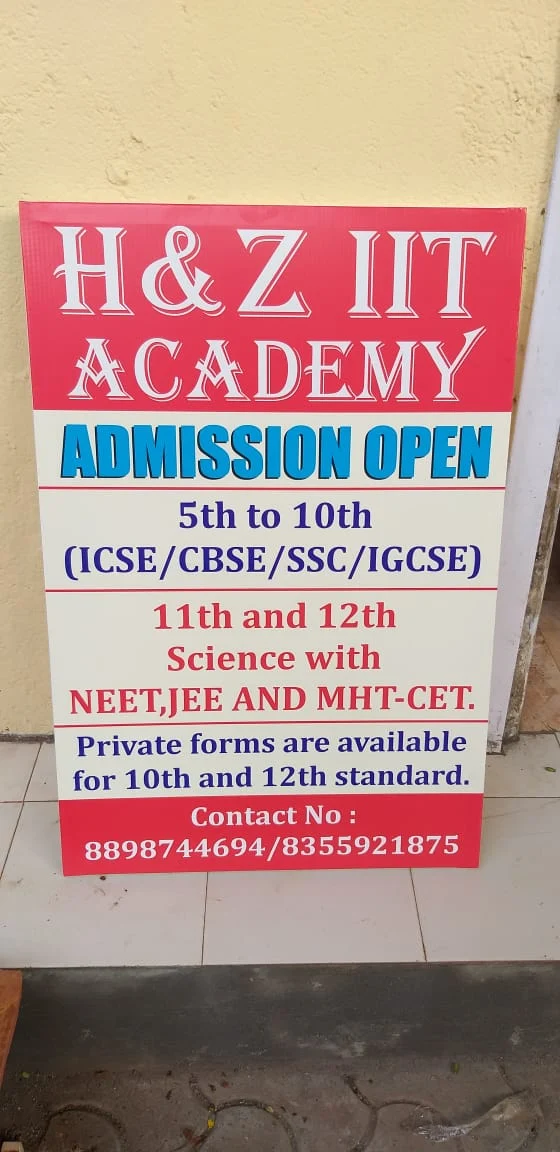 H&Z IIT
ACADEMY
ADMISSION OPEN
5th to 10th
(ICSE/CBSE/SSC/IGCSE)
11th and 12th
Science with
NEET,JEE AND MHT-CET.
Private forms are available
for 10th and 12th standard.
Contact No :
8898744694/8355921875